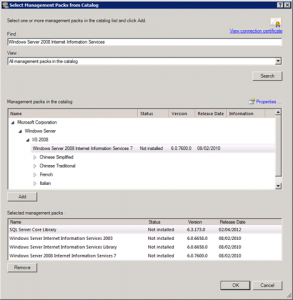 Select Management Packs from Catalog
Select one or more management packs in the catalog list and click Add
View connection certificate
Find :
Windows Server 2008 Internet Information Services
View :
All management packs in the catalog
Search
Management packs in the catalog :
Properties...
Name Status Version Release Date Information
Microsoft Corporation
Windows Server
IIS 2008
Windows Server 2008 Internet Information Services 7 Not installed 6.0.7600.0 08/02/2010
Chinese Simplified
Chinese Traditional
French
Italian
Add
Selected management packs :
Name Status Version Release Date
SQL Server Core Library Not installed 6.3.173.0 02/04/2012
Windows Server Internet Information Services 2003 Not installed 6.0.6658.0 08/02/2010
Windows Server Internet Information Services Library Not installed 6.0.6658.0 08/02/2010
Windows Server 2008 Internet Information Services 7 Not installed 6.0.7600.0 08/02/2010
Remove
OK Cancel